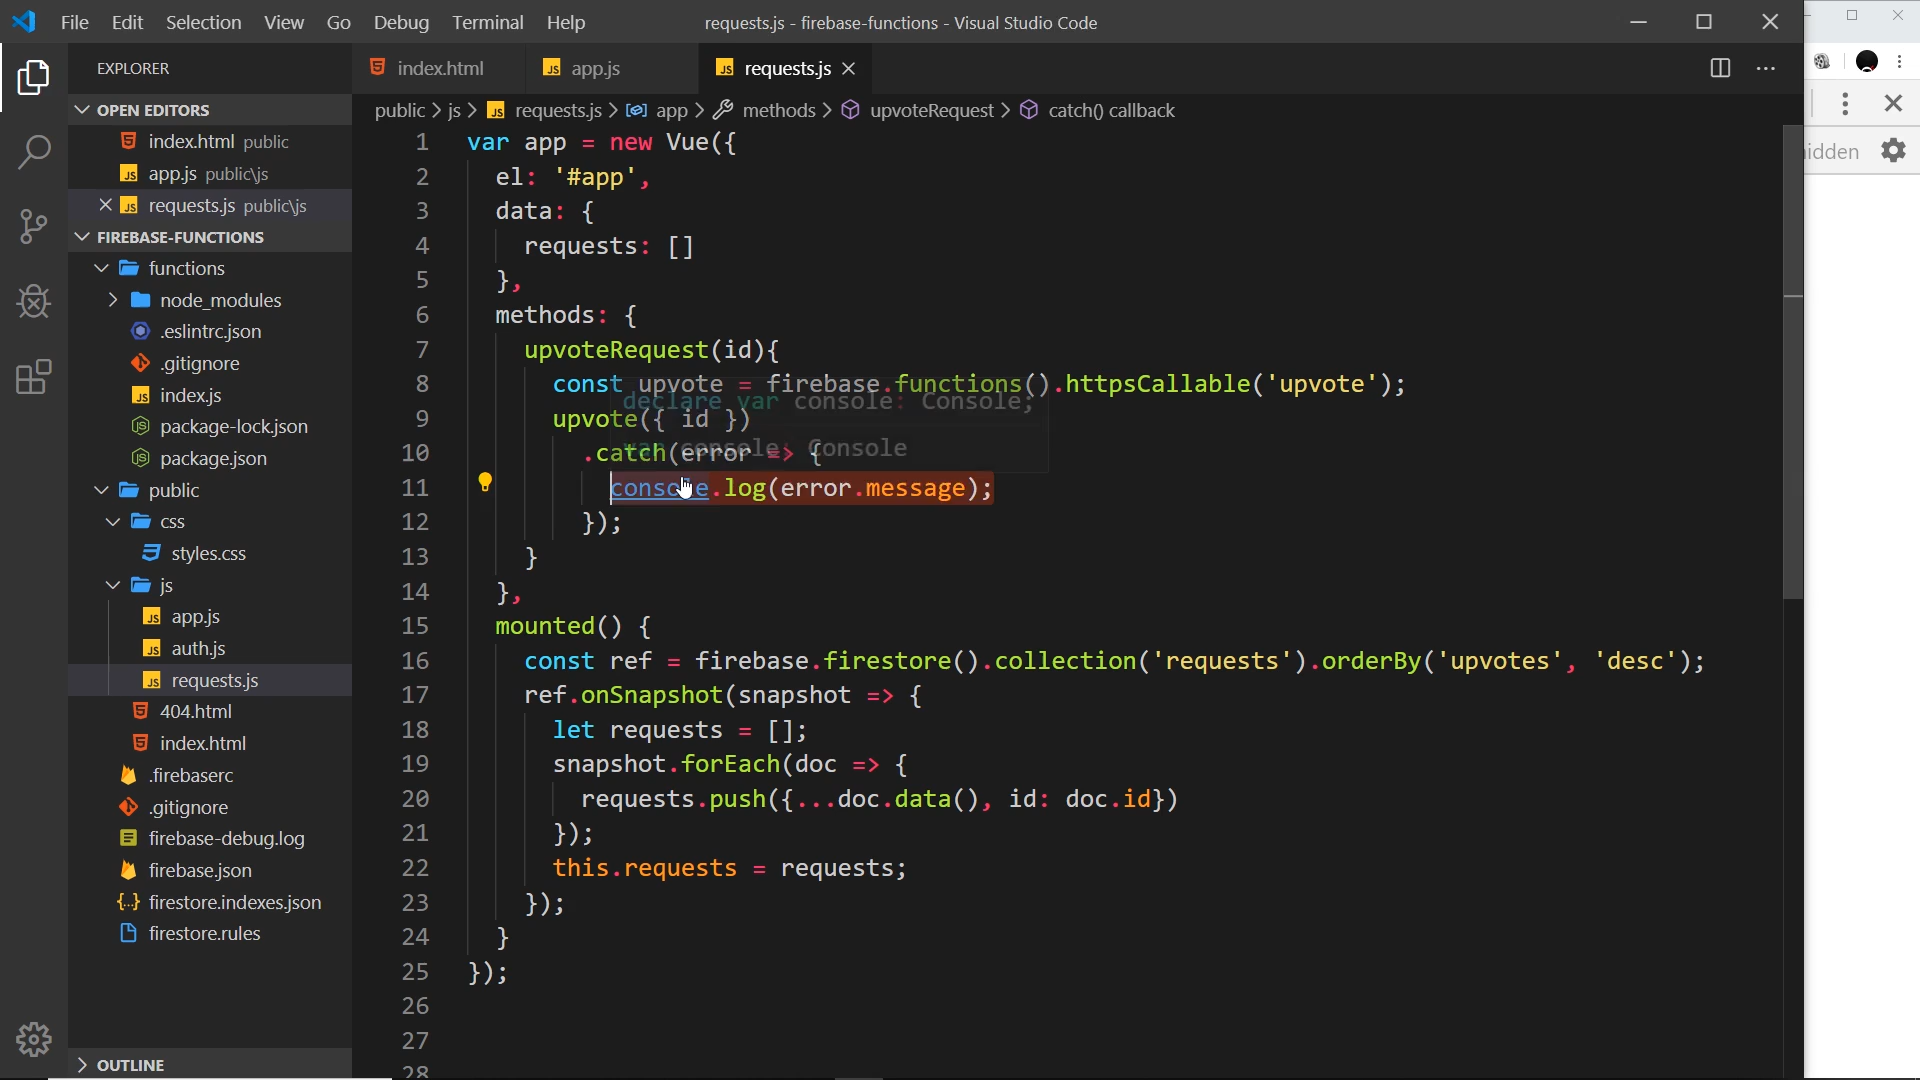 File Edit Selection View Go Debug Terminal Help
requests.js - firebase-functions - Visual Studio Code
EXPLORER
index.html
app.js
requests.js
OPEN EDITORS
index.html public
app.js public\js
requests.js public\js
FIREBASE-FUNCTIONS
functions
node_modules
.eslintrc.json
.gitignore
index.js
package-lock.json
package.json
public
css
styles.css
js
app.js
auth.js
requests.js
404.html
index.html
.firebaserc
.gitignore
firebase-debug.log
firebase.json
firestore.indexes.json
firestore.rules
OUTLINE
public > js > requests.js > app > methods > upvoteRequest > catch() callback
1 var app = new Vue({
2 el: '#app',
3 data: {
4 requests: []
5 },
6 methods: {
7 upvoteRequest(id){
8 const upvote = firebase.functions().httpsCallable('upvote');
declare var console: Console;
9 upvote({ id })
var console: Console
10 .catch(error => {
11 console.log(error.message);
12 });
13 }
14 },
15 mounted() {
16 const ref = firebase.firestore().collection('requests').orderBy('upvotes', 'desc');
17 ref.onSnapshot(snapshot => {
18 let requests = [];
19 snapshot.forEach(doc => {
20 requests.push({...doc.data(), id: doc.id})
21 });
22 this.requests = requests;
23 });
24 }
25 });
26
27
28